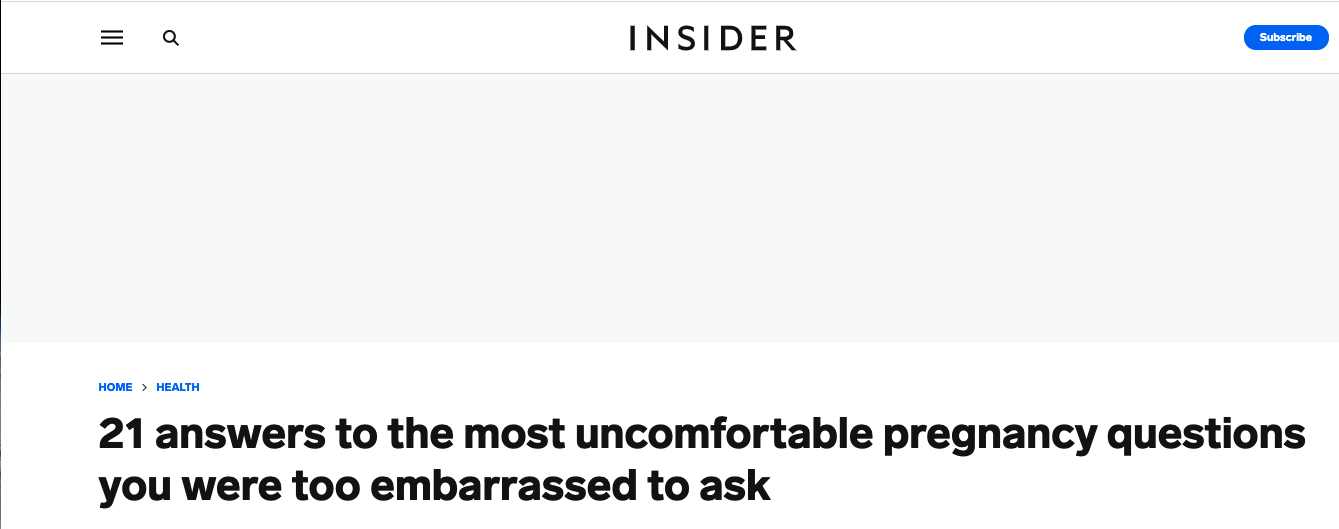 INSIDER
Subscribe
HOME > HEALTH
21 answers to the most uncomfortable pregnancy questions
you were too embarrassed to ask